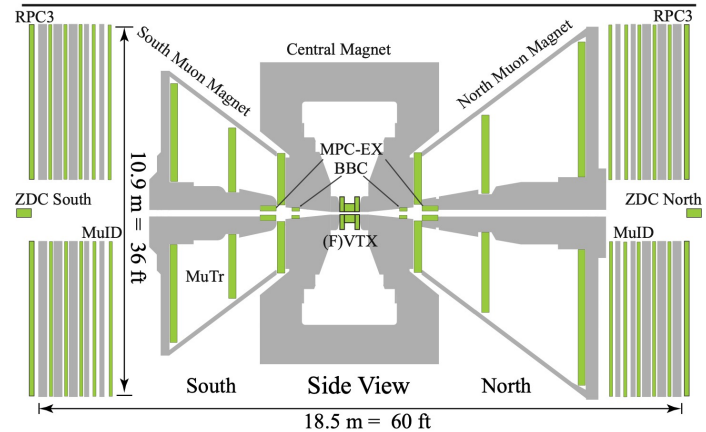 RPC3
RPC3
South Muon Magnet
Central Magnet
North Muon Magnet
MPC-EX
BBC
ZDC South
ZDC North
10.9 m = 36 ft
MuID
(F)VTX
MuID
MuTr
South
Side View
North
18.5 m = 60 ft